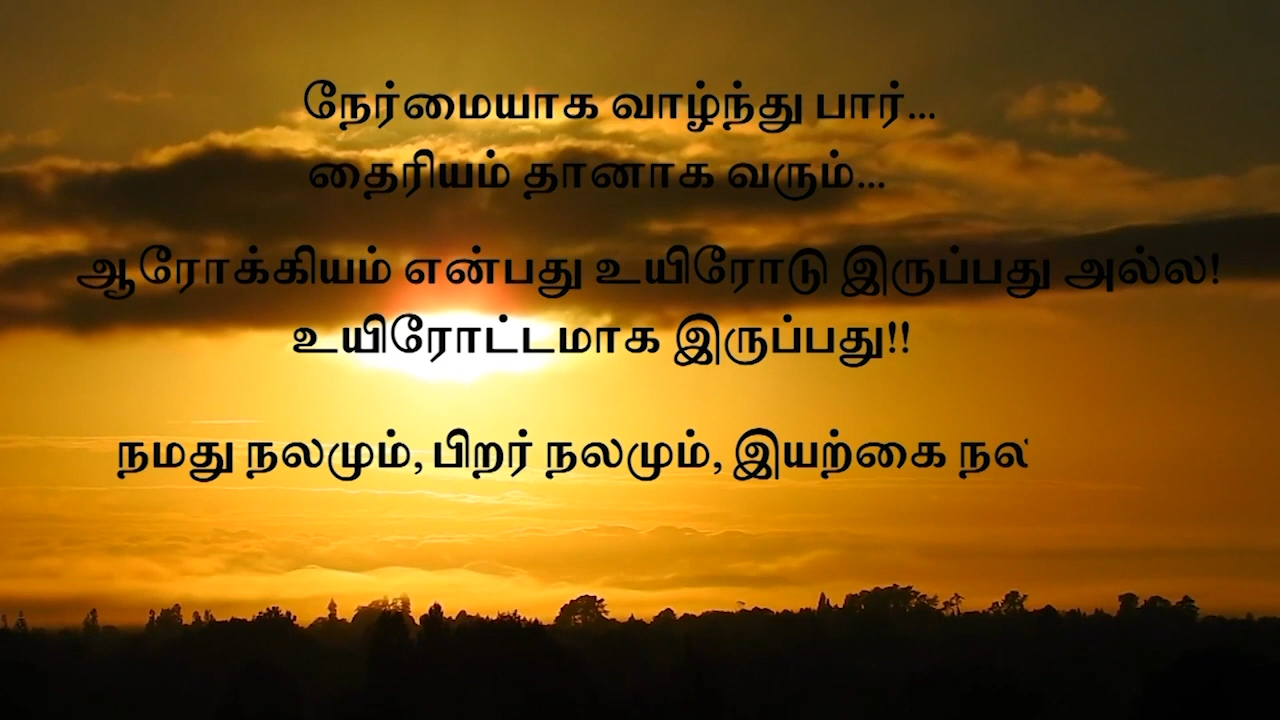 நேர்மையாக வாழ்ந்து பார்...
தைரியம் தானாக வரும்...
ஆரோக்கியம் என்பது உயிரோடு இருப்பது அல்ல!
உயிரோட்டமாக இருப்பது!!
நமது நலமும், பிறர் நலமும், இயற்கை